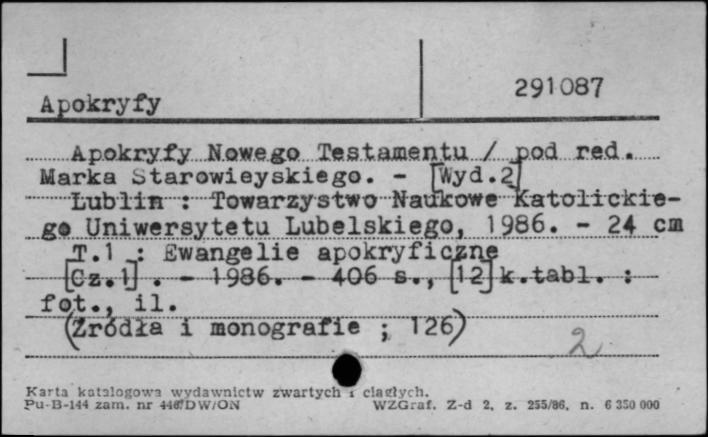 291087
Apokryfy
Apokryfy Nowego Testamentu / pod red.
Marka Starowieyskiego. - [Wyd.2]
Lublin : Towarzystwo Naukowe Katolickie-
go Uniwersytetu Lubelskiego, 1986. - 24 cm
T.1 : Ewangelie apokryficzne
[Cz.1] . - 1986. - 406 s., [12] k.tabl. :
fot., il.
(Źródła i monografie ; 126)
2
Karta katalogowa wydawnictw zwartych i ciągłych.
Pu-B-144 zam. nr 446/DW/ON WZGraf. Z-d 2, z. 255/86, n. 6 350 000